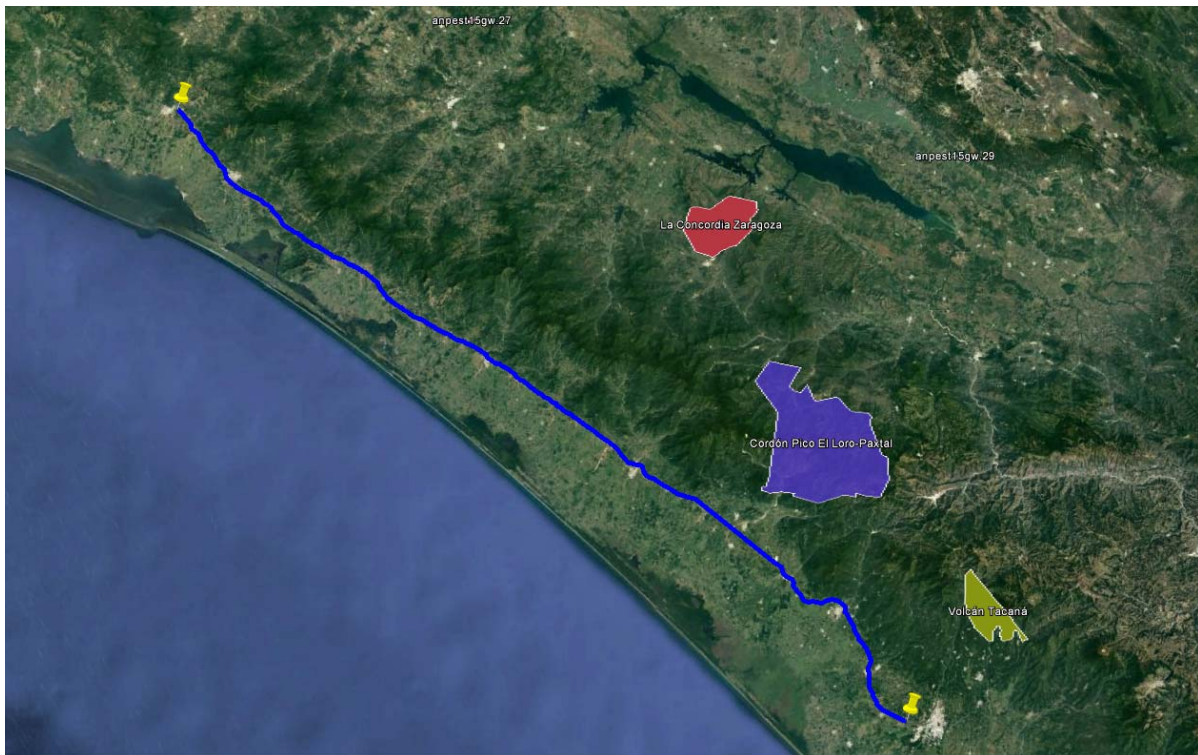 anpest15gw.27
anpest15gw.29
La Concordia Zaragoza
Cordón Pico El Loro-Paxtal
Volcán Tacaná